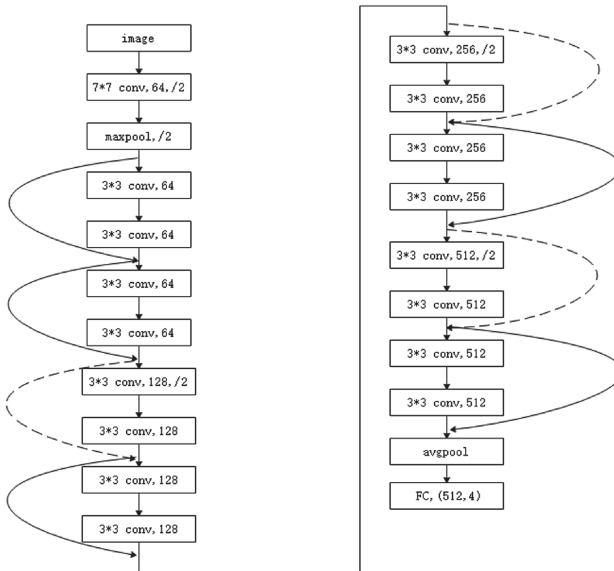 image
7*7 conv,64,/2
maxpool,/2
3*3 conv,64
3*3 conv,64
3*3 conv,64
3*3 conv,64
3*3 conv,128,/2
3*3 conv,128
3*3 conv,128
3*3 conv,128
3*3 conv,256,/2
3*3 conv,256
3*3 conv,256
3*3 conv,256
3*3 conv,512,/2
3*3 conv,512
3*3 conv,512
3*3 conv,512
avgpool
FC,(512,4)